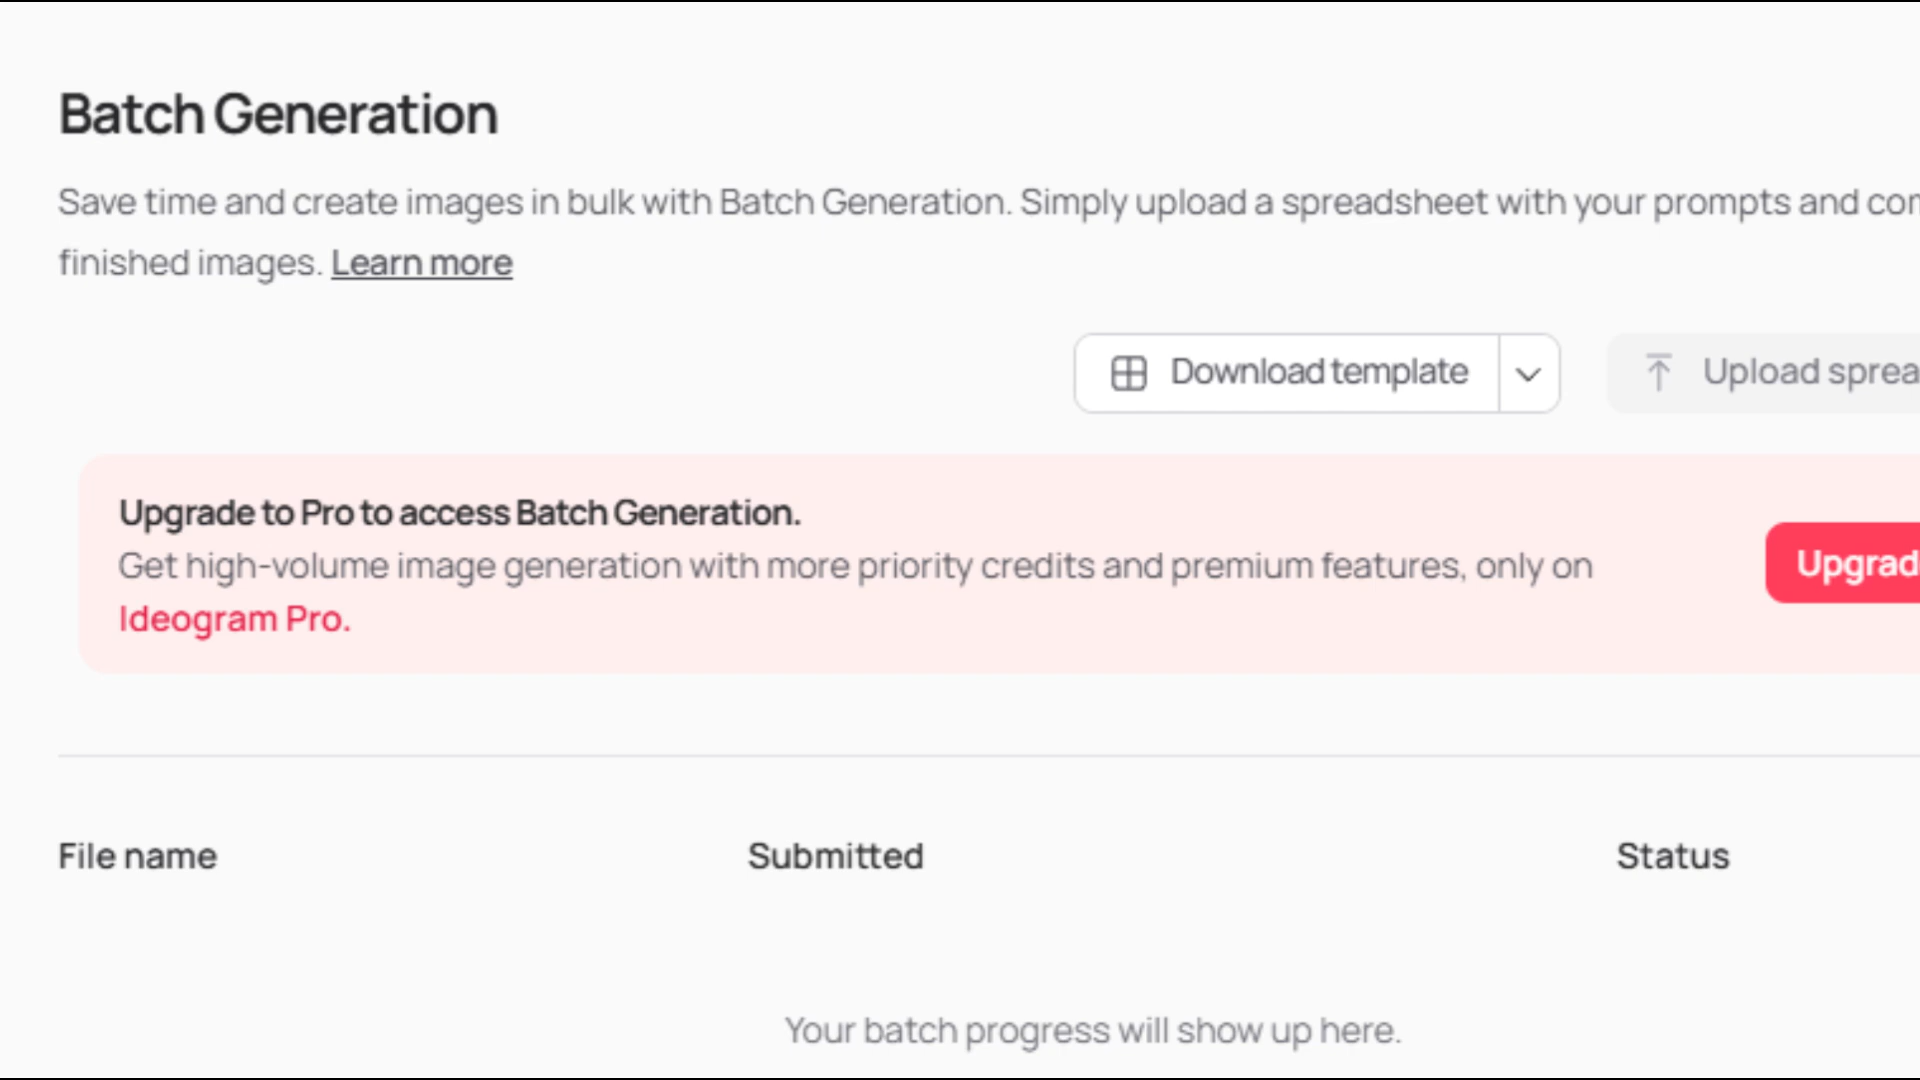 Batch Generation
Save time and create images in bulk with Batch Generation. Simply upload a spreadsheet with your prompts and
finished images. Learn more
Download template
Upload
Upgrade to Pro to access Batch Generation.
Get high-volume image generation with more priority credits and premium features, only on
Ideogram Pro.
File name
Submitted
Status
Your batch progress will show up here.